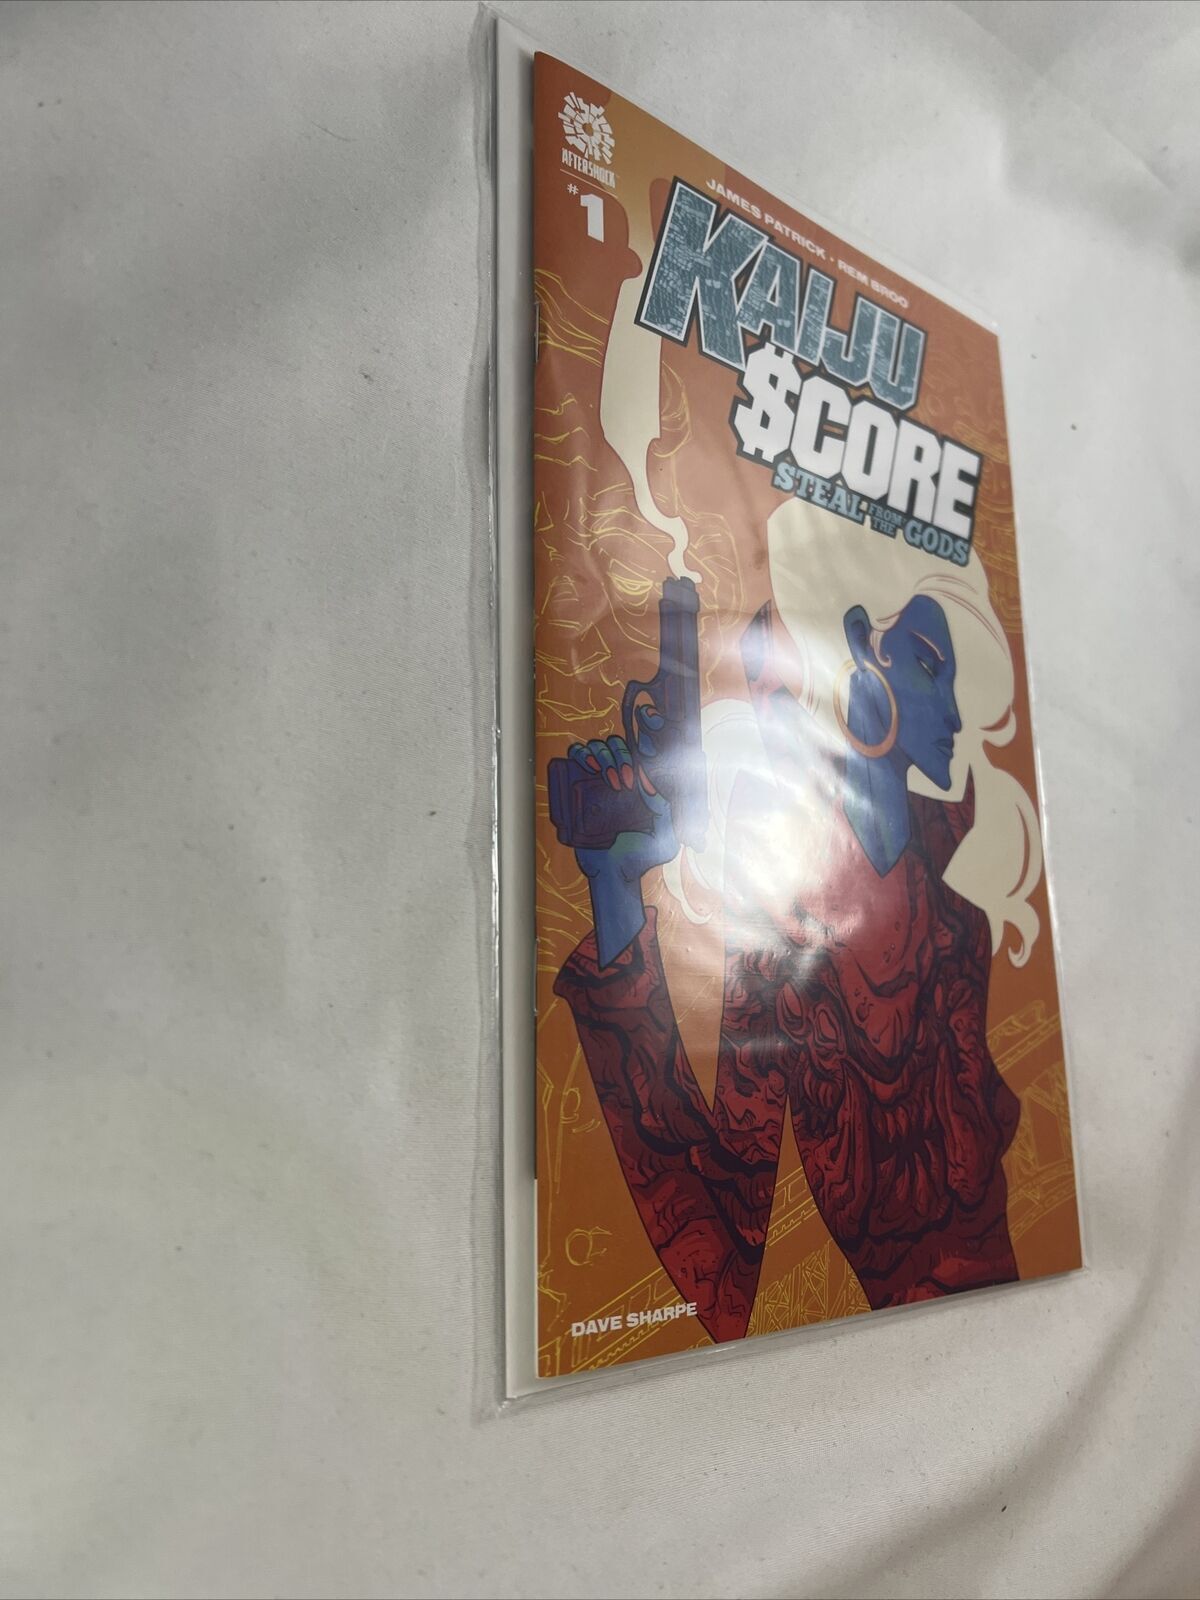 AFTERSHOCK
#1
JAMES PATRICK · REM BROO
KAIJU
$CORE
STEAL FROM THE GODS
DAVE SHARPE